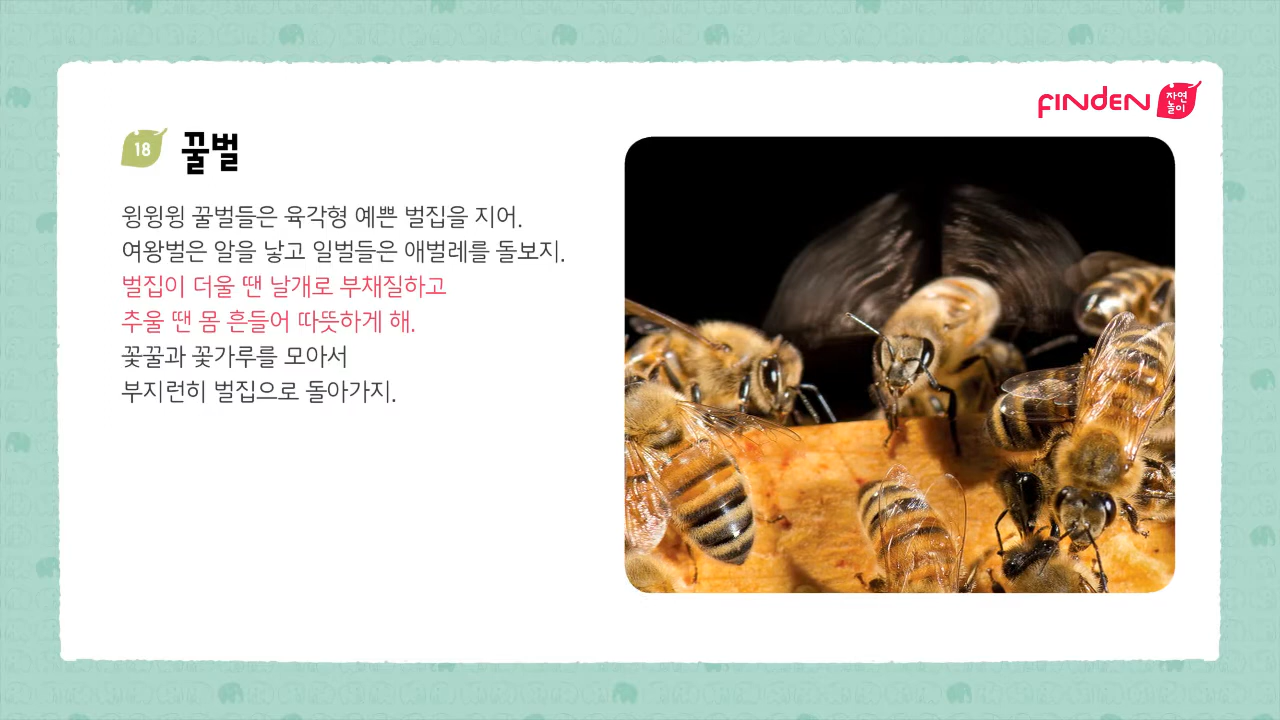 FINDEN 자연
놀이
18 꿀벌
윙윙윙 꿀벌들은 육각형 예쁜 벌집을 지어.
여왕벌은 알을 낳고 일벌들은 애벌레를 돌보지.
벌집이 더울 땐 날개로 부채질하고
추울 땐 몸 흔들어 따뜻하게 해.
꽃꿀과 꽃가루를 모아서
부지런히 벌집으로 돌아가지.